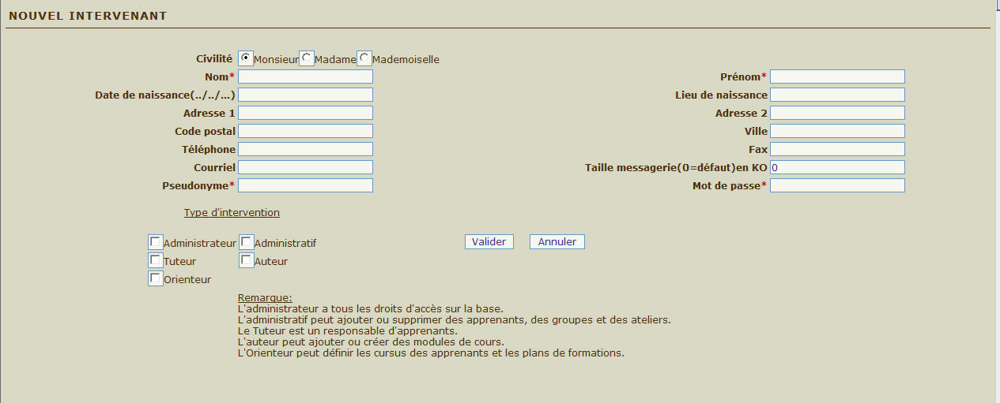 NOUVEL INTERVENANT
Civilité Monsieur Madame Mademoiselle
Nom* Prénom*
Date de naissance(../../...) Lieu de naissance
Adresse 1 Adresse 2
Code postal Ville
Téléphone Fax
Courriel Taille messagerie(0=défaut)en KO 0
Pseudonyme* Mot de passe*
Type d'intervention
Administrateur Administratif Valider Annuler
Tuteur Auteur
Orienteur
Remarque:
L'administrateur a tous les droits d'accès sur la base.
L'administratif peut ajouter ou supprimer des apprenants, des groupes et des ateliers.
Le Tuteur est un responsable d'apprenants.
L'auteur peut ajouter ou créer des modules de cours.
L'Orienteur peut définir les cursus des apprenants et les plans de formations.